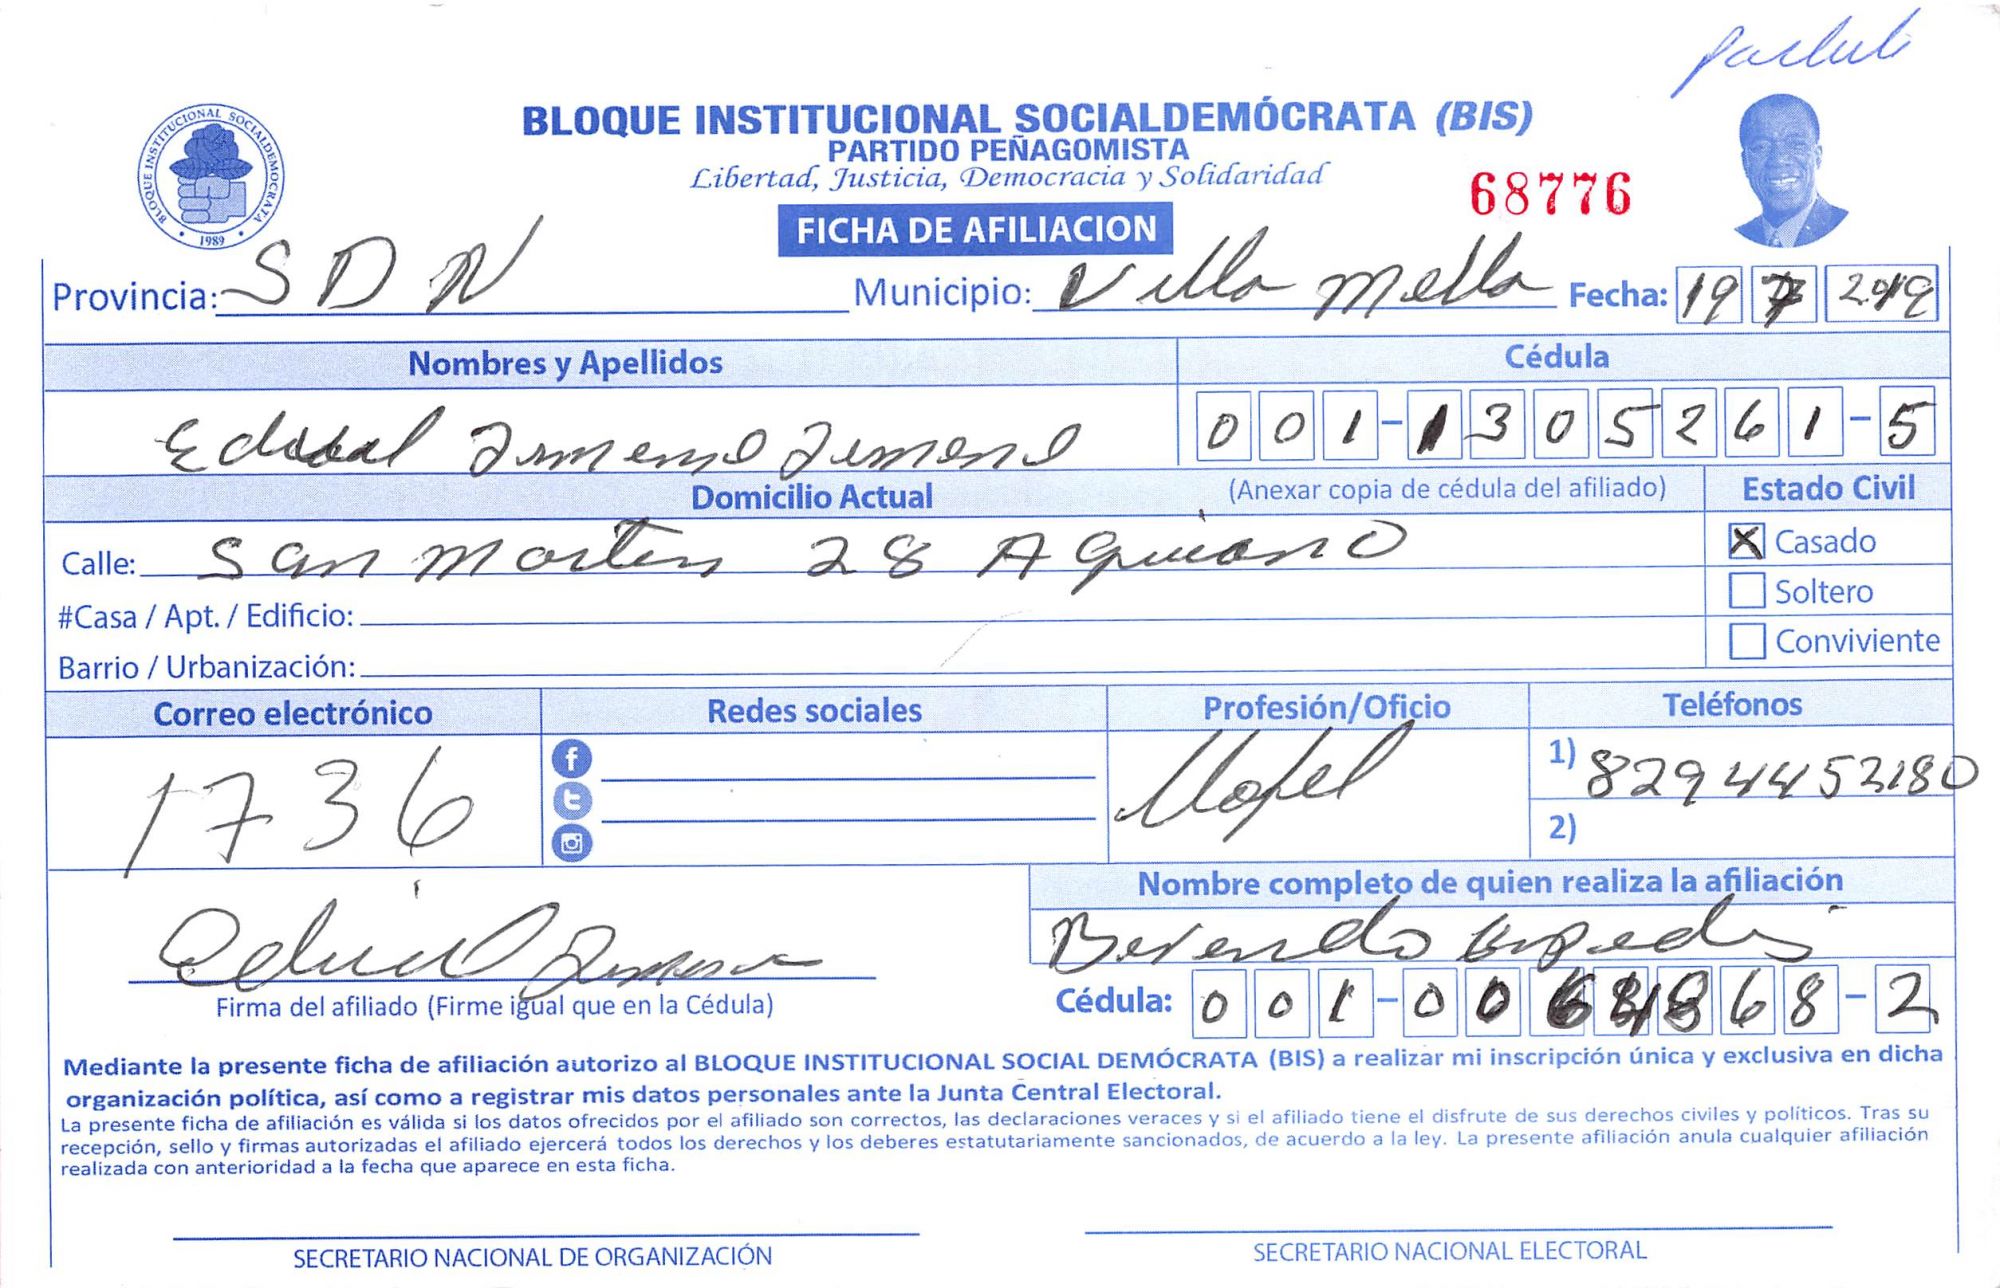 BLOQUE INSTITUCIONAL SOCIALDEMÓCRATA (BIS)
PARTIDO PEÑAGOMISTA
Libertad, Justicia, Democracia y Solidaridad
68776
BLOQUE INSTITUCIONAL SOCIALDEMOCRATA
1989
FICHA DE AFILIACION
Provincia: SDN Municipio: Villa Mella Fecha: 19 7 2019
Nombres y Apellidos Cédula
001-1305261-5
Domicilio Actual (Anexar copia de cédula del afiliado) Estado Civil
Calle: San Martin 28 A X Casado
#Casa / Apt. / Edificio: Soltero
Barrio / Urbanización: Conviviente
Correo electrónico Redes sociales Profesión/Oficio Teléfonos
1736 1) 8294452180
2)
Nombre completo de quien realiza la afiliación
Firma del afiliado (Firme igual que en la Cédula) Cédula: 001-00 868-2
Mediante la presente ficha de afiliación autorizo al BLOQUE INSTITUCIONAL SOCIAL DEMÓCRATA (BIS) a realizar mi inscripción única y exclusiva en dicha
organización política, así como a registrar mis datos personales ante la Junta Central Electoral.
La presente ficha de afiliación es válida si los datos ofrecidos por el afiliado son correctos, las declaraciones veraces y si el afiliado tiene el disfrute de sus derechos civiles y políticos. Tras su
recepción, sello y firmas autorizadas el afiliado ejercerá todos los derechos y los deberes estatutariamente sancionados, de acuerdo a la ley. La presente afiliación anula cualquier afiliación
realizada con anterioridad a la fecha que aparece en esta ficha.
SECRETARIO NACIONAL DE ORGANIZACIÓN SECRETARIO NACIONAL ELECTORAL